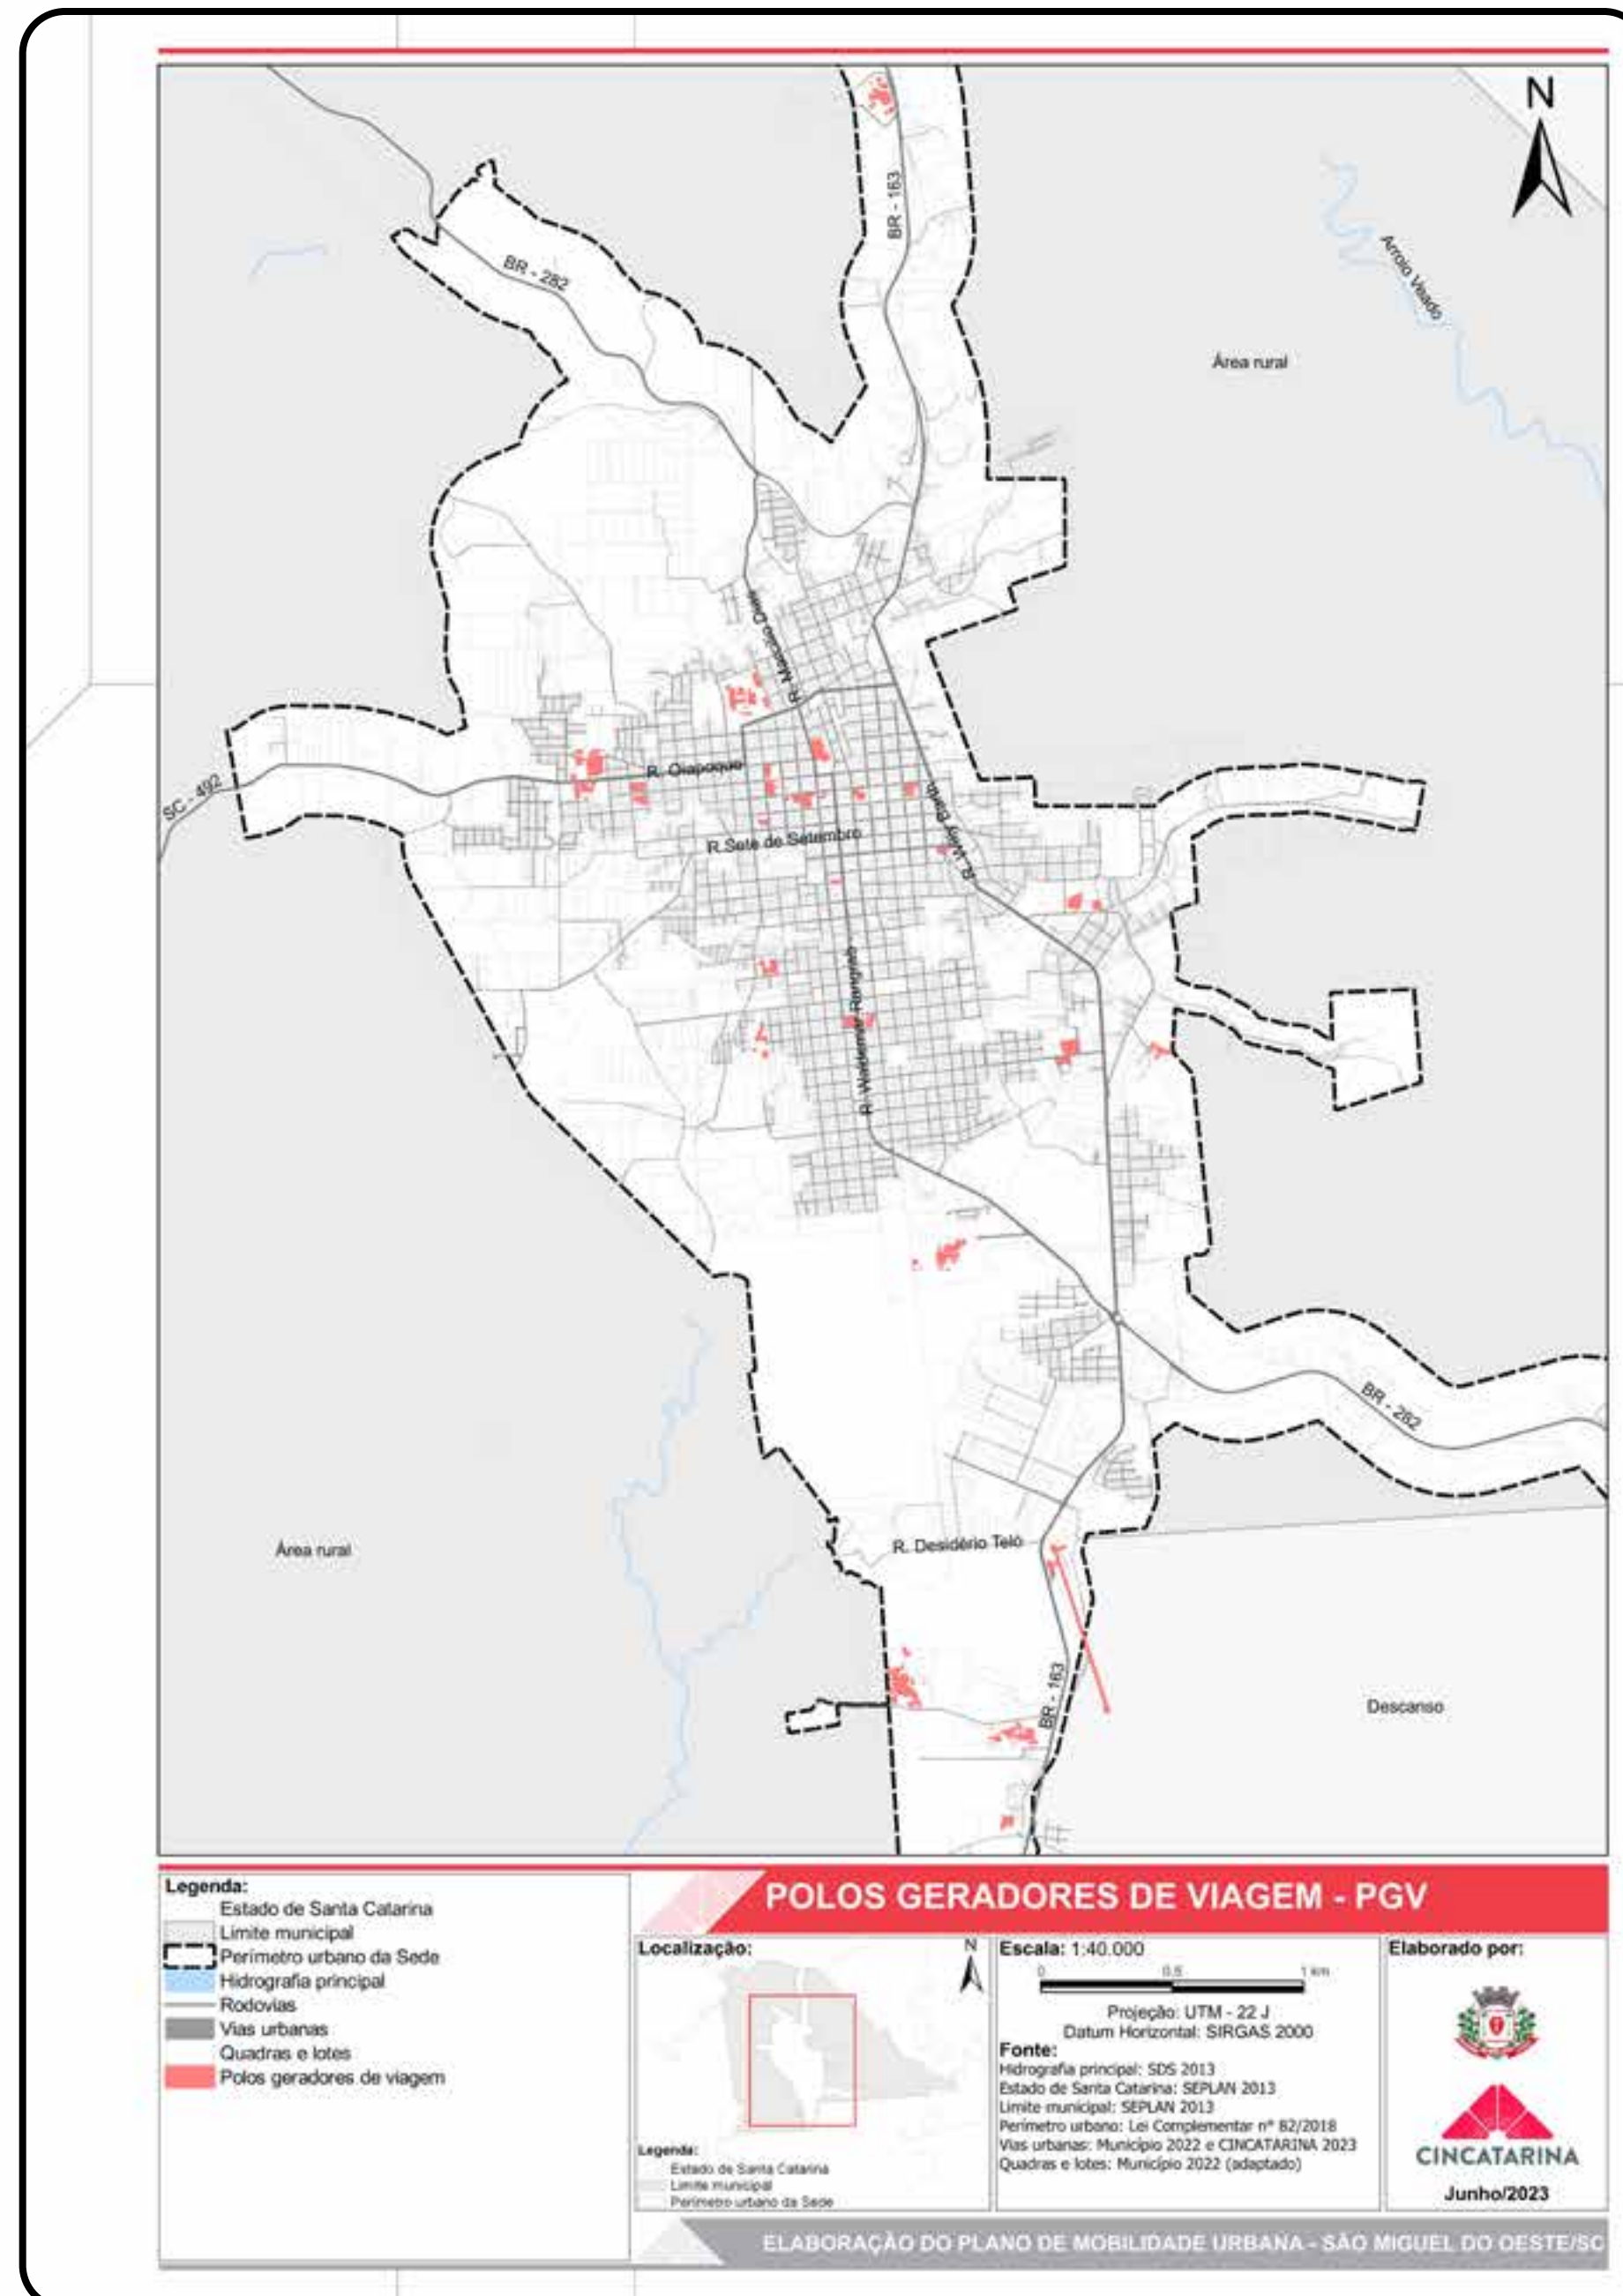 N
BR - 163
BR - 282
Arroio Veado
Área rural
R. Marcílio Dias
SC - 492
R. Oiapoque
R. Willy Barth
R.Sete de Setembro
R. Waldemar Rangrab
BR - 282
R. Desidério Teló
Área rural
BR - 163
Descanso
Legenda:
Estado de Santa Catarina
Limite municipal
Perímetro urbano da Sede
Hidrografia principal
Rodovias
Vias urbanas
Quadras e lotes
Polos geradores de viagem
POLOS GERADORES DE VIAGEM - PGV
Localização:
N
Legenda:
Estado de Santa Catarina
Limite municipal
Perímetro urbano da Sede
Escala: 1:40.000
0 0,5 1 km
Projeção: UTM - 22 J
Datum Horizontal: SIRGAS 2000
Fonte:
Hidrografia principal: SDS 2013
Estado de Santa Catarina: SEPLAN 2013
Limite municipal: SEPLAN 2013
Perímetro urbano: Lei Complementar nº 82/2018
Vias urbanas: Município 2022 e CINCATARINA 2023
Quadras e lotes: Município 2022 (adaptado)
Elaborado por:
CINCATARINA
Junho/2023
ELABORAÇÃO DO PLANO DE MOBILIDADE URBANA - SÃO MIGUEL DO OESTE/SC